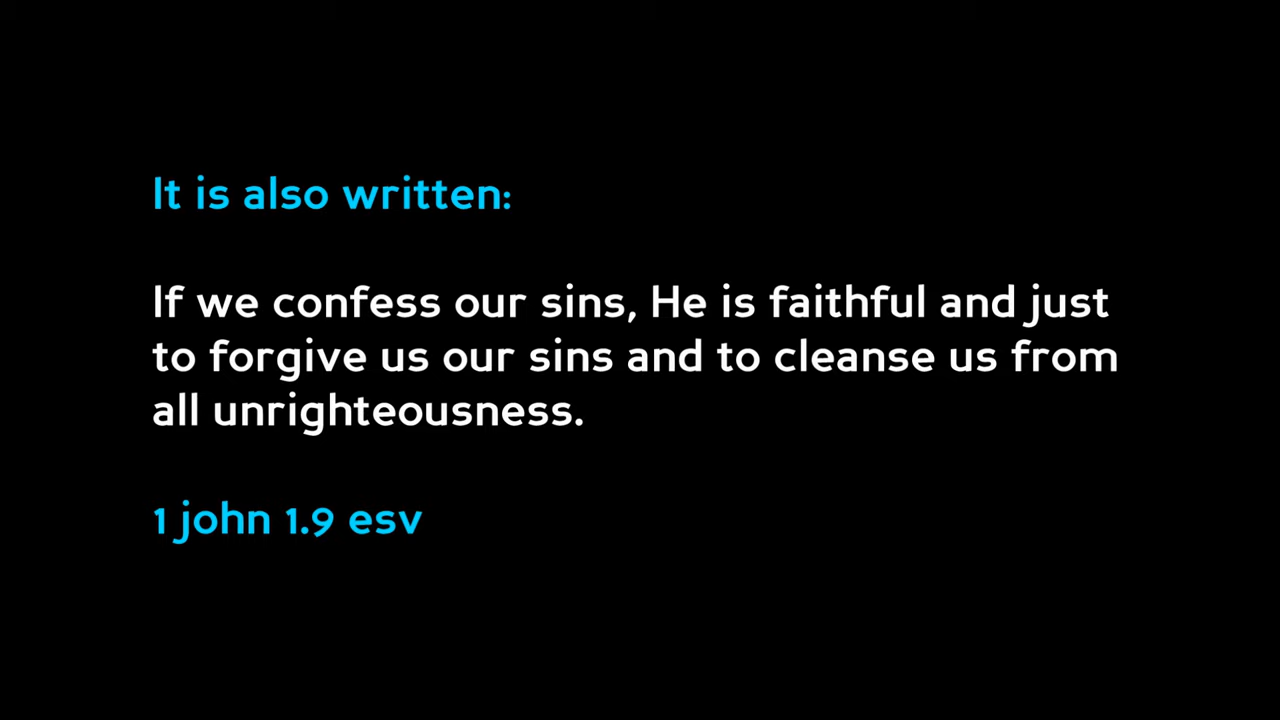 It is also written:
If we confess our sins, He is faithful and just
to forgive us our sins and to cleanse us from
all unrighteousness.
1 john 1.9 esv